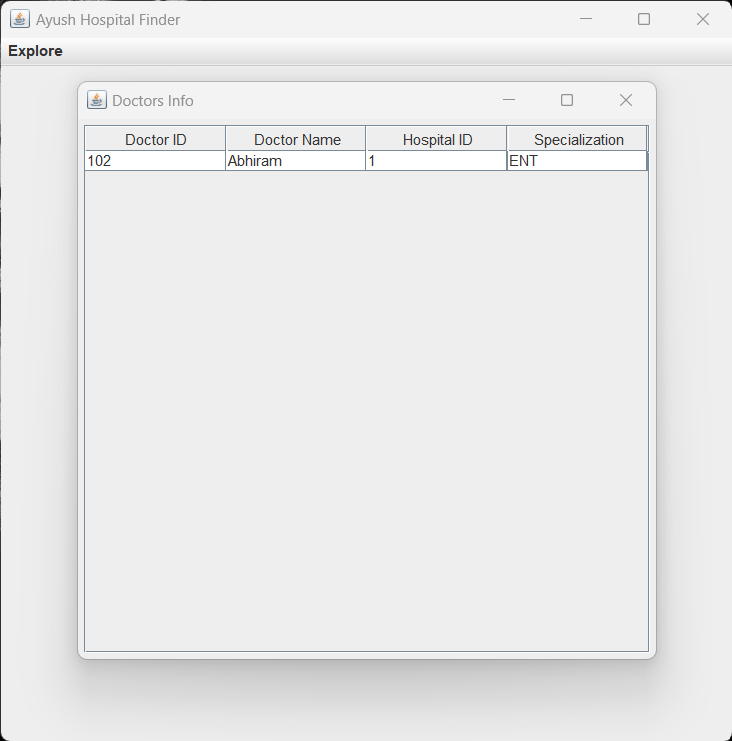 Ayush Hospital Finder
Explore
Doctors Info
Doctor ID Doctor Name Hospital ID Specialization
102 Abhiram 1 ENT